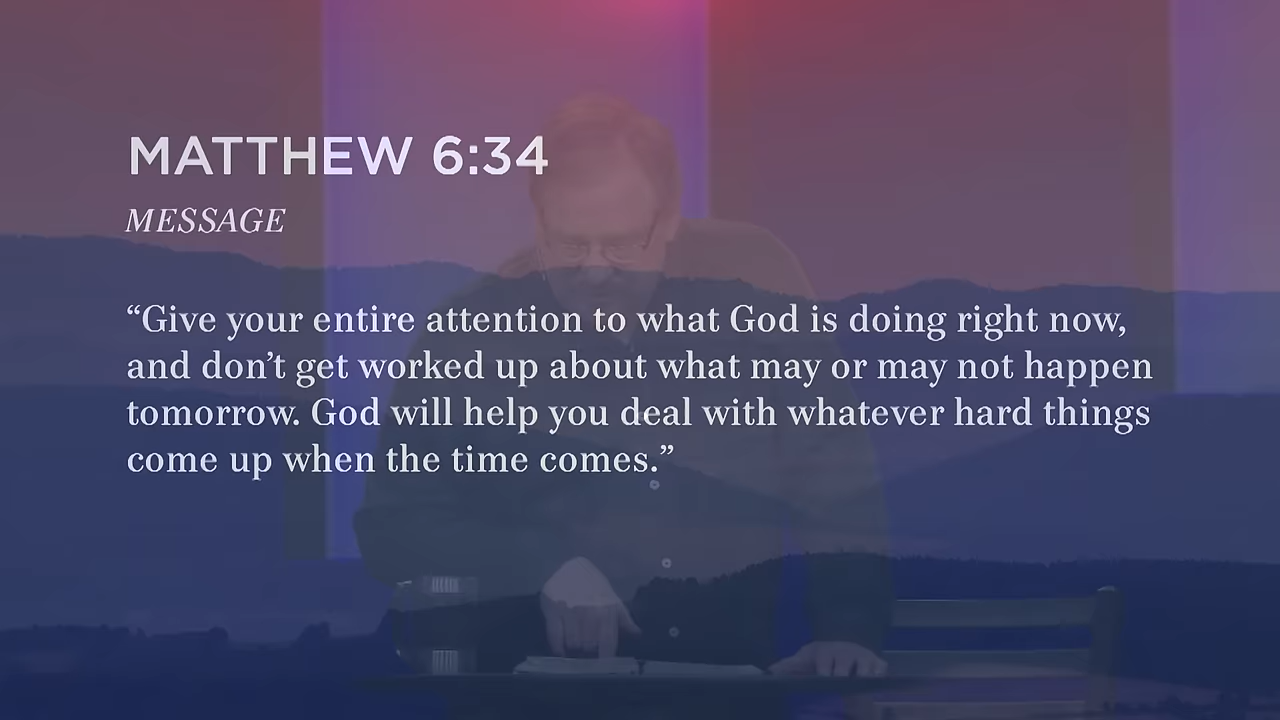 MATTHEW 6:34
MESSAGE
“Give your entire attention to what God is doing right now,
and don’t get worked up about what may or may not happen
tomorrow. God will help you deal with whatever hard things
come up when the time comes.”